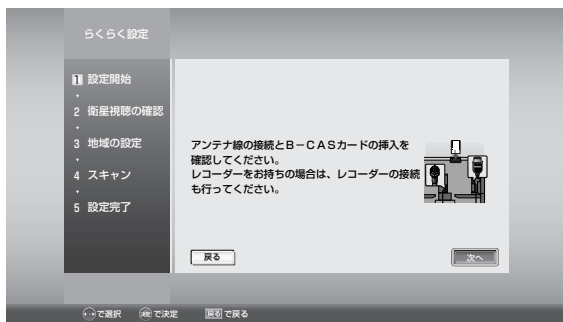 らくらく設定
1 設定開始
2 衛星視聴の確認
3 地域の設定
4 スキャン
5 設定完了
アンテナ線の接続とB－CASカードの挿入を
確認してください。
レコーダーをお持ちの場合は、レコーダーの接続
も行ってください。
戻る
次へ
で選択 決定 で決定 戻る で戻る